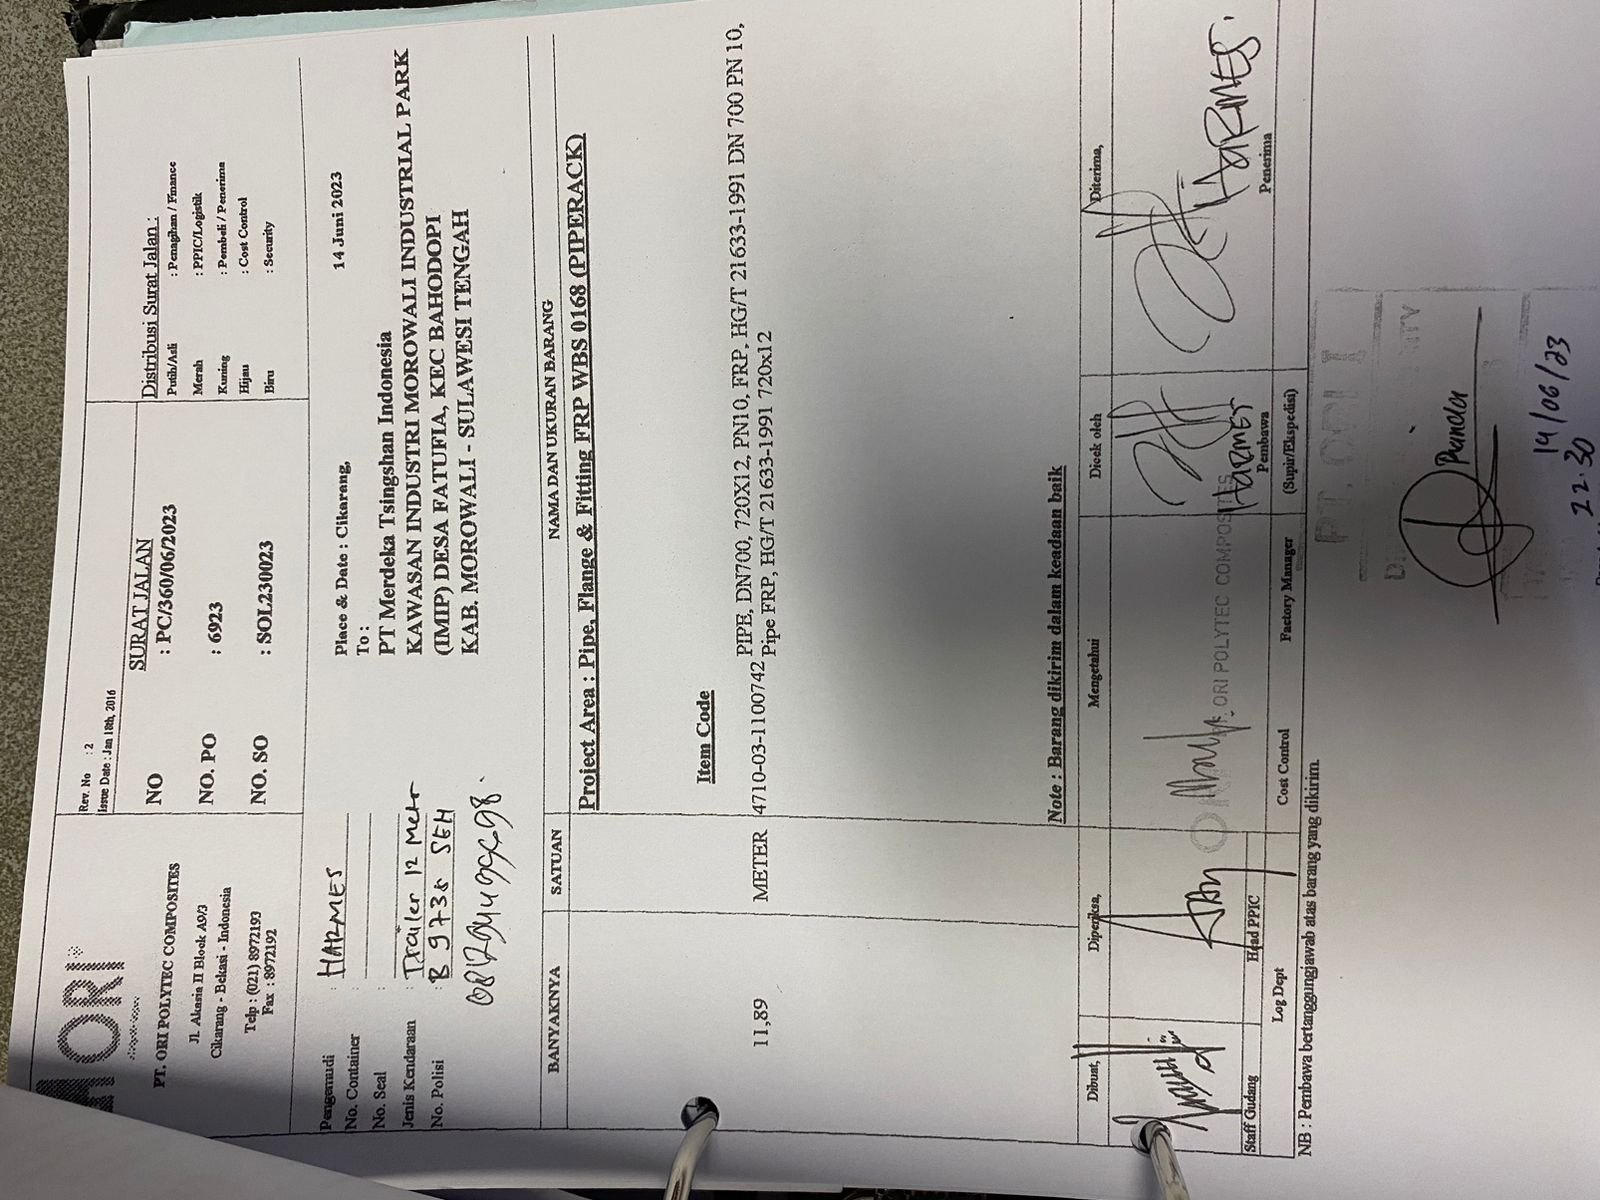 ORI
PT. ORI POLYTEC COMPOSITES
Jl. Akasia II Block A9/3
Cikarang - Bekasi - Indonesia
Telp : (021) 8972193
Fax : 8972192
Rev. No : 2
Issue Date : Jan 18th, 2016
SURAT JALAN
NO : PC/360/06/2023
NO. PO : 6923
NO. SO : SOL230023
Distribusi Surat Jalan :
Putih/Asli : Penagihan / Finance
Merah : PPIC/Logistik
Kuning : Pembeli / Penerima
Hijau : Cost Control
Biru : Security
Pengemudi : HARMES
No. Container
No. Seal
Jenis Kendaraan : Trailer 12 Metr
No. Polisi : B 9738 SEH
Place & Date : Cikarang, 14 Juni 2023
To :
PT Merdeka Tsingshan Indonesia
KAWASAN INDUSTRI MOROWALI INDUSTRIAL PARK
(IMIP) DESA FATUFIA, KEC BAHODOPI
KAB. MOROWALI - SULAWESI TENGAH
BANYAKNYA SATUAN NAMA DAN UKURAN BARANG
Project Area : Pipe, Flange & Fitting FRP WBS 0168 (PIPERACK)
Item Code
11,89 METER 4710-03-1100742 PIPE, DN700, 720X12, PN10, FRP, HG/T 21633-1991 DN 700 PN 10,
Pipe FRP, HG/T 21633-1991 720x12
Note : Barang dikirim dalam keadaan baik
Dibuat, Diperiksa, Mengetahui Dicek oleh Diterima,
ORI POLYTEC COMPOSITES
HARMES
HARMES.
Staff Gudang Head PPIC Cost Control Factory Manager Pembawa Penerima
Log Dept (Supir/Ekspedisi)
NB : Pembawa bertanggungjawab atas barang yang dikirim.
14/06/23
22.30